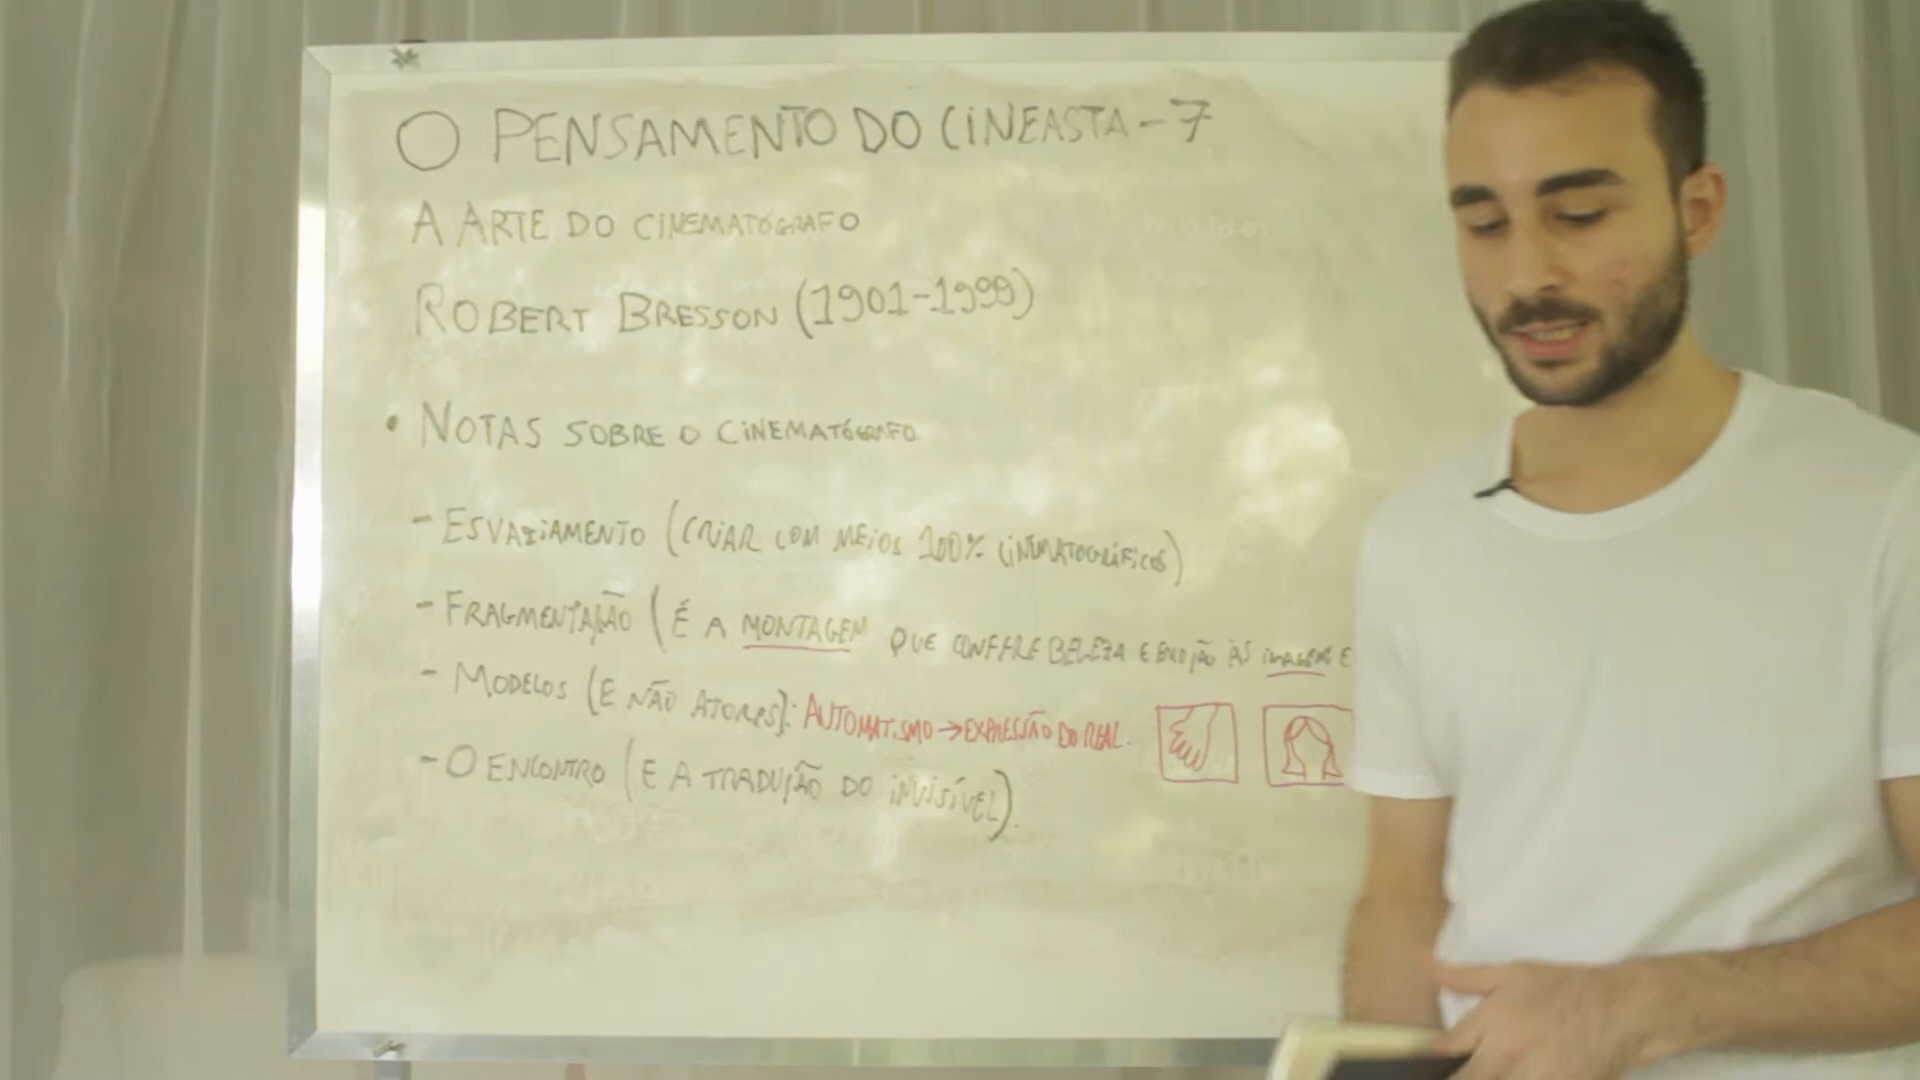 O PENSAMENTO DO CINEASTA - 7
A ARTE DO CINEMATÓGRAFO
ROBERT BRESSON (1901-1999)
• NOTAS SOBRE O CINEMATÓGRAFO
- ESVAZIAMENTO (CRIAR COM MEIOS 100% CINEMATOGRÁFICOS)
- FRAGMENTAÇÃO (É A MONTAGEM QUE CONFERE BELEZA E EMOÇÃO ÀS IMAGEM E
- MODELOS (E NÃO ATORES): AUTOMATISMO → EXPRESSÃO DO REAL.
- O ENCONTRO (E A TRADUÇÃO DO INVISÍVEL).